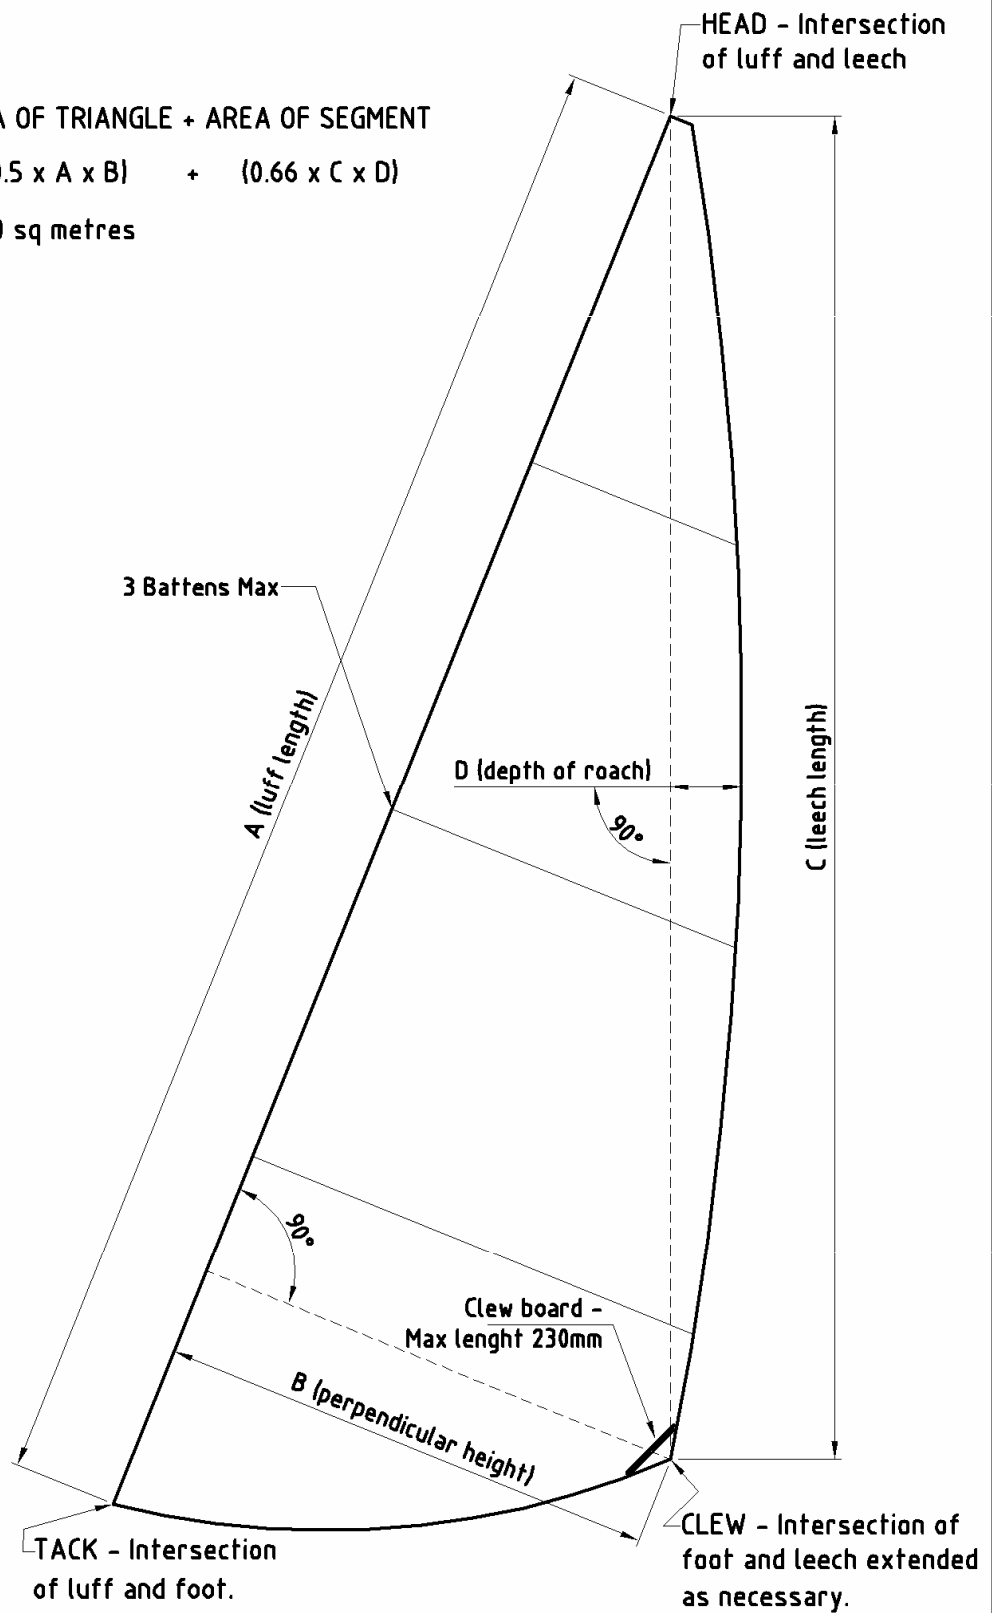 HEAD - Intersection
of luff and leech
A OF TRIANGLE + AREA OF SEGMENT
.5 x A x B) + (0.66 x C x D)
sq metres
3 Battens Max
A (luff length)
D (depth of roach)
90°
C (leech length)
90°
Clew board -
Max lenght 230mm
B (perpendicular height)
CLEW - Intersection of
foot and leech extended
as necessary.
TACK - Intersection
of luff and foot.